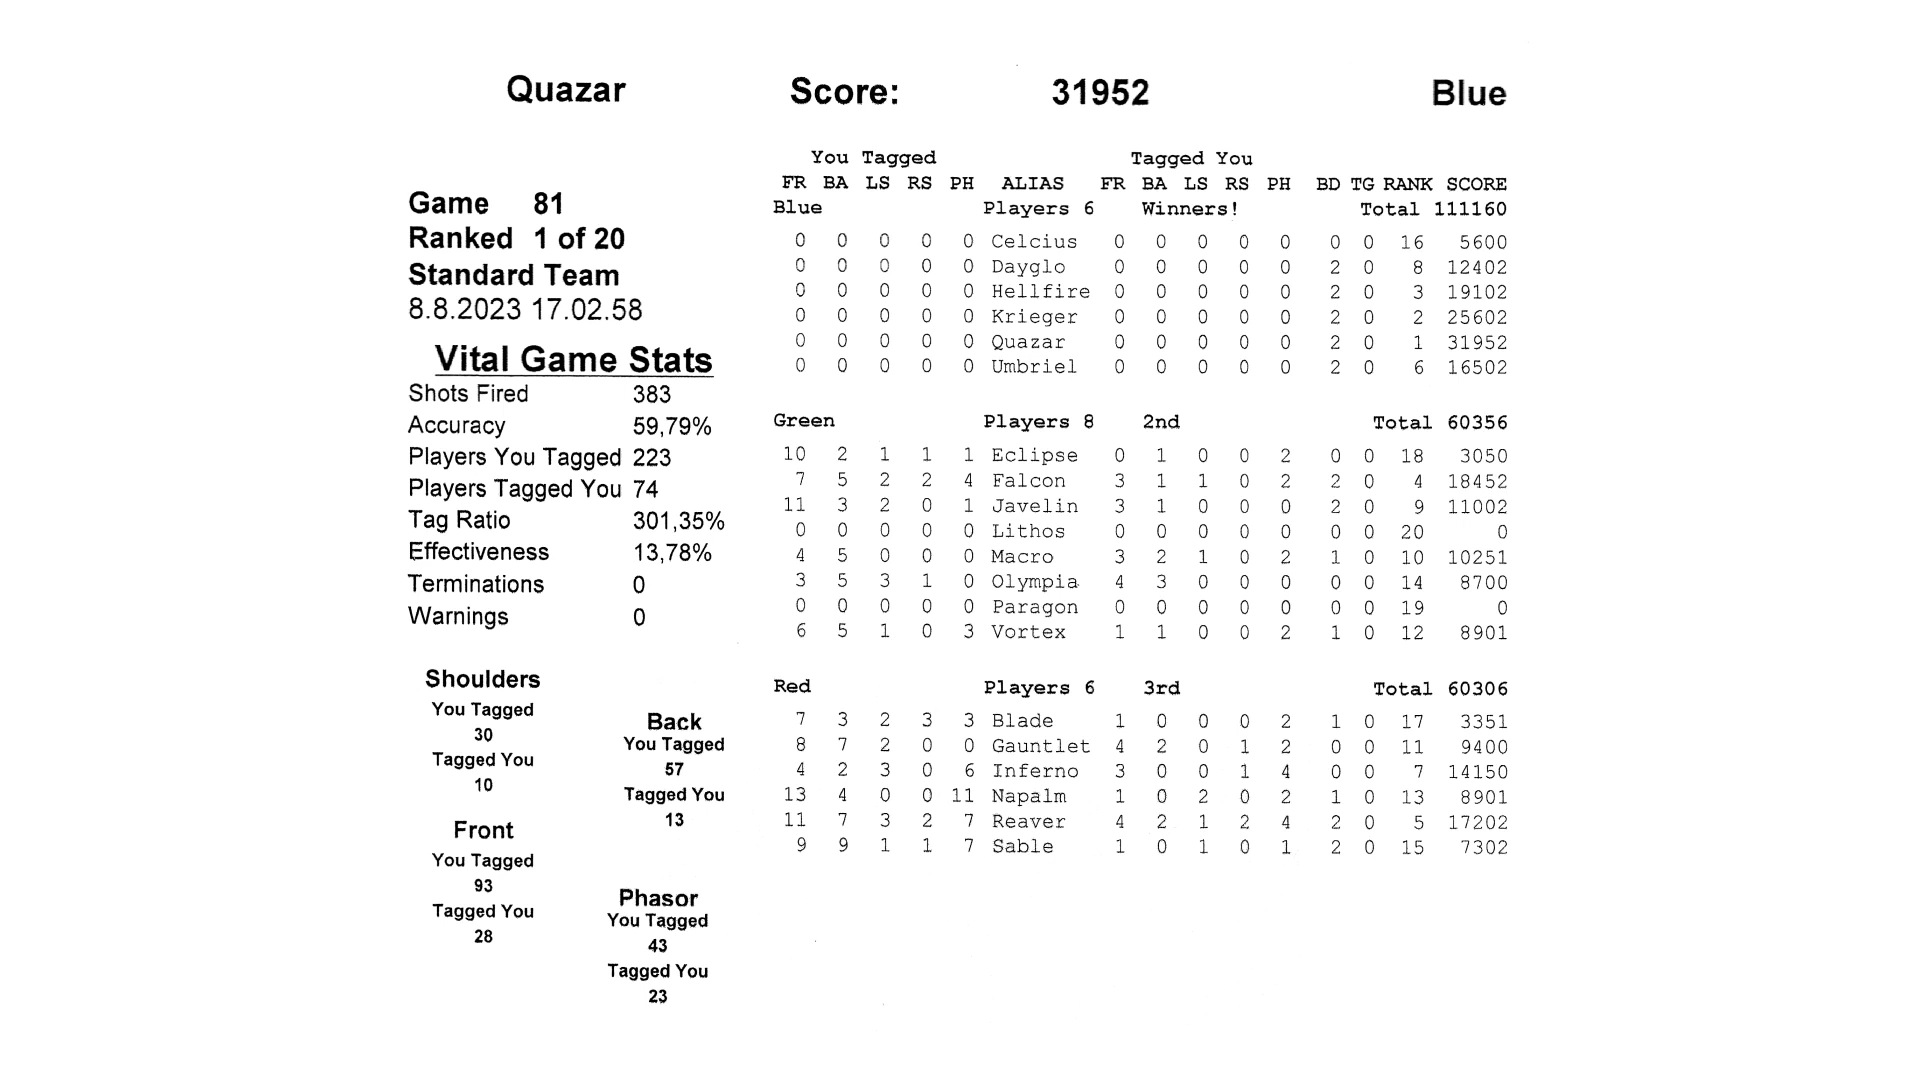 Quazar Score: 31952 Blue
Game 81
Ranked 1 of 20
Standard Team
8.8.2023 17.02.58
Vital Game Stats
Shots Fired 383
Accuracy 59,79%
Players You Tagged 223
Players Tagged You 74
Tag Ratio 301,35%
Effectiveness 13,78%
Terminations 0
Warnings 0
Shoulders
You Tagged
30
Tagged You
10
Back
You Tagged
57
Tagged You
13
Front
You Tagged
93
Tagged You
28
Phasor
You Tagged
43
Tagged You
23
You Tagged Tagged You
FR BA LS RS PH ALIAS FR BA LS RS PH BD TG RANK SCORE
Blue Players 6 Winners! Total 111160
0 0 0 0 0 Celcius 0 0 0 0 0 0 0 16 5600
0 0 0 0 0 Dayglo 0 0 0 0 0 2 0 8 12402
0 0 0 0 0 Hellfire 0 0 0 0 0 2 0 3 19102
0 0 0 0 0 Krieger 0 0 0 0 0 2 0 2 25602
0 0 0 0 0 Quazar 0 0 0 0 0 2 0 1 31952
0 0 0 0 0 Umbriel 0 0 0 0 0 2 0 6 16502
Green Players 8 2nd Total 60356
10 2 1 1 1 Eclipse 0 1 0 0 2 0 0 18 3050
7 5 2 2 4 Falcon 3 1 1 0 2 2 0 4 18452
11 3 2 0 1 Javelin 3 1 0 0 0 2 0 9 11002
0 0 0 0 0 Lithos 0 0 0 0 0 0 0 20 0
4 5 0 0 0 Macro 3 2 1 0 2 1 0 10 10251
3 5 3 1 0 Olympia 4 3 0 0 0 0 0 14 8700
0 0 0 0 0 Paragon 0 0 0 0 0 0 0 19 0
6 5 1 0 3 Vortex 1 1 0 0 2 1 0 12 8901
Red Players 6 3rd Total 60306
7 3 2 3 3 Blade 1 0 0 0 2 1 0 17 3351
8 7 2 0 0 Gauntlet 4 2 0 1 2 0 0 11 9400
4 2 3 0 6 Inferno 3 0 0 1 4 0 0 7 14150
13 4 0 0 11 Napalm 1 0 2 0 2 1 0 13 8901
11 7 3 2 7 Reaver 4 2 1 2 4 2 0 5 17202
9 9 1 1 7 Sable 1 0 1 0 1 2 0 15 7302